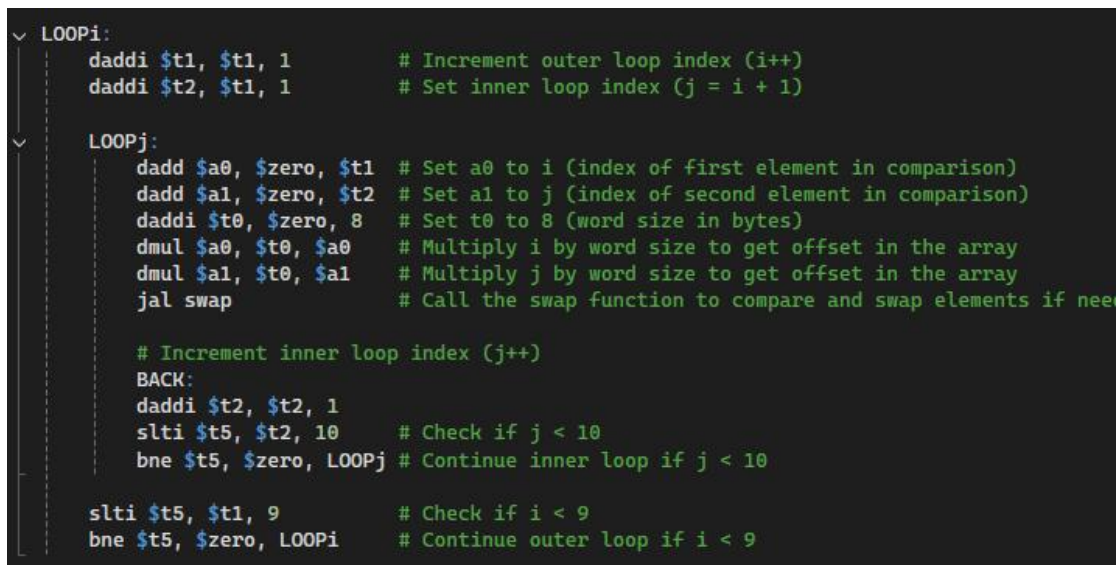 LOOPi:
daddi $t1, $t1, 1 # Increment outer loop index (i++)
daddi $t2, $t1, 1 # Set inner loop index (j = i + 1)
LOOPj:
dadd $a0, $zero, $t1 # Set a0 to i (index of first element in comparison)
dadd $a1, $zero, $t2 # Set a1 to j (index of second element in comparison)
daddi $t0, $zero, 8 # Set t0 to 8 (word size in bytes)
dmul $a0, $t0, $a0 # Multiply i by word size to get offset in the array
dmul $a1, $t0, $a1 # Multiply j by word size to get offset in the array
jal swap # Call the swap function to compare and swap elements if nee
# Increment inner loop index (j++)
BACK:
daddi $t2, $t2, 1
slti $t5, $t2, 10 # Check if j < 10
bne $t5, $zero, LOOPj # Continue inner loop if j < 10
slti $t5, $t1, 9 # Check if i < 9
bne $t5, $zero, LOOPi # Continue outer loop if i < 9